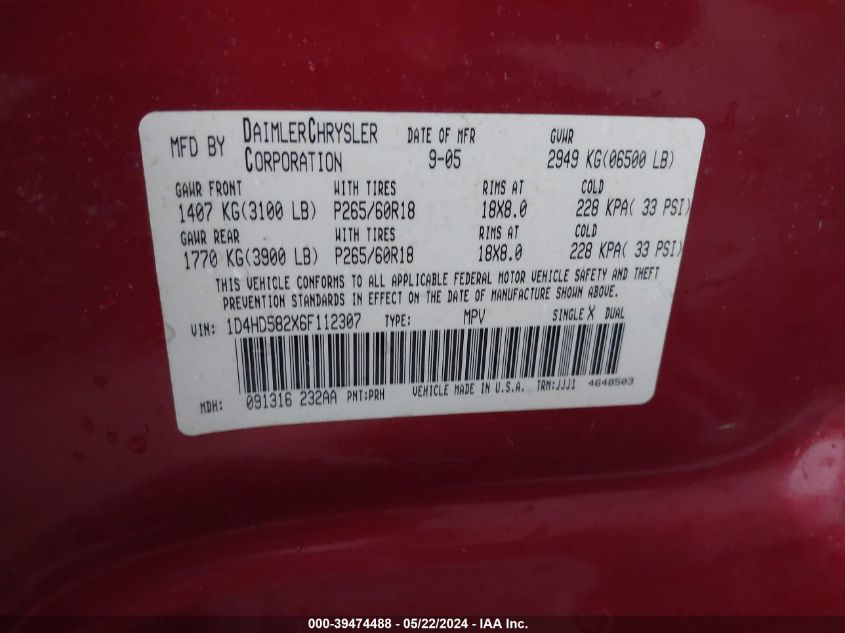 MFD BY DAIMLERCHRYSLER CORPORATION DATE OF MFR 9-05 GVWR 2949 KG(06500 LB)
GAWR FRONT WITH TIRES RIMS AT COLD
1407 KG(3100 LB) P265/60R18 18X8.0 228 KPA( 33 PSI)
GAWR REAR WITH TIRES RIMS AT COLD
1770 KG(3900 LB) P265/60R18 18X8.0 228 KPA( 33 PSI)
THIS VEHICLE CONFORMS TO ALL APPLICABLE FEDERAL MOTOR VEHICLE SAFETY AND THEFT
PREVENTION STANDARDS IN EFFECT ON THE DATE OF MANUFACTURE SHOWN ABOVE.
VIN: 1D4HD582X6F112307 TYPE: MPV SINGLE X DUAL
MDH: 091316 232AA PNT:PRH VEHICLE MADE IN U.S.A. TRM:JJJ1 4648503
000-39474488 - 05/22/2024 - IAA Inc.